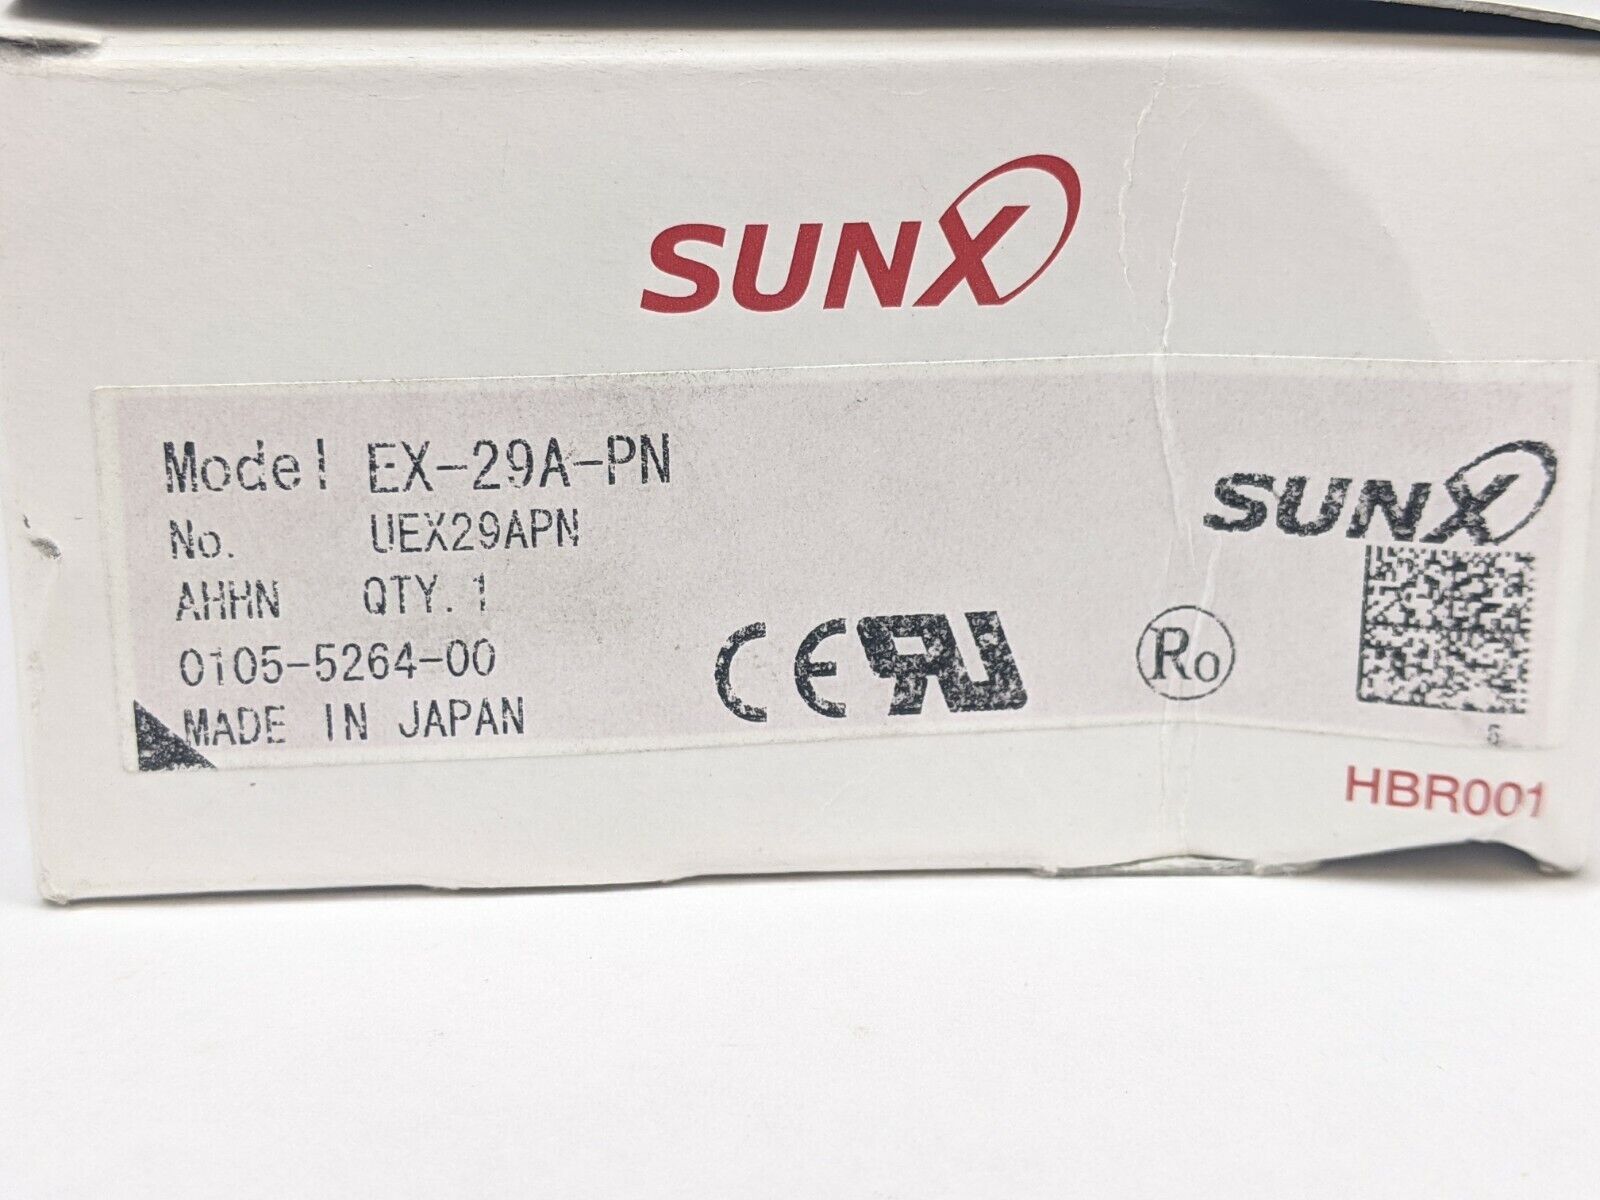 SUNX
Model EX-29A-PN
No. UEX29APN
AHHN QTY. 1
0105-5264-00
MADE IN JAPAN
CE RU
Ro
SUNX
HBR001